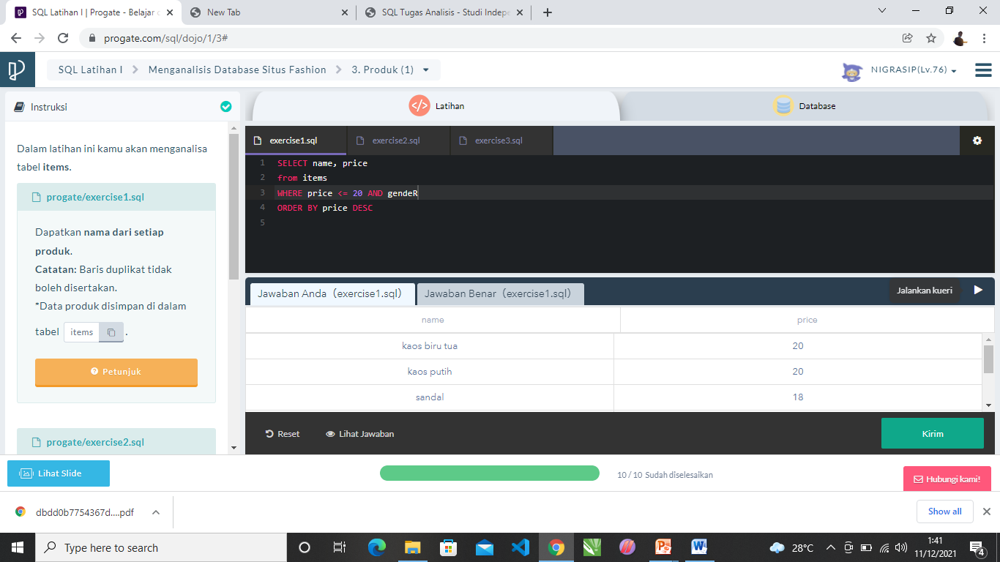 SQL Latihan I | Progate - Belajar
New Tab
SQL Tugas Analisis - Studi Indep
progate.com/sql/dojo/1/3#
SQL Latihan I
Menganalisis Database Situs Fashion
3. Produk (1)
NIGRASIP(Lv.76)
Instruksi
Latihan
Database
Dalam latihan ini kamu akan menganalisa
tabel items.
progate/exercise1.sql
Dapatkan nama dari setiap
produk.
Catatan: Baris duplikat tidak
boleh disertakan.
*Data produk disimpan di dalam
tabel items .
Petunjuk
progate/exercise2.sql
exercise1.sql
exercise2.sql
exercise3.sql
1 SELECT name, price
2 from items
3 WHERE price <= 20 AND gendeR
4 ORDER BY price DESC
5
Jawaban Anda (exercise1.sql)
Jawaban Benar (exercise1.sql)
Jalankan kueri
name price
kaos biru tua 20
kaos putih 20
sandal 18
Reset
Lihat Jawaban
Kirim
Lihat Slide
10 / 10 Sudah diselesaikan
Hubungi kami!
dbdd0b7754367d....pdf
Show all
Type here to search
28°C
1:41
11/12/2021
4